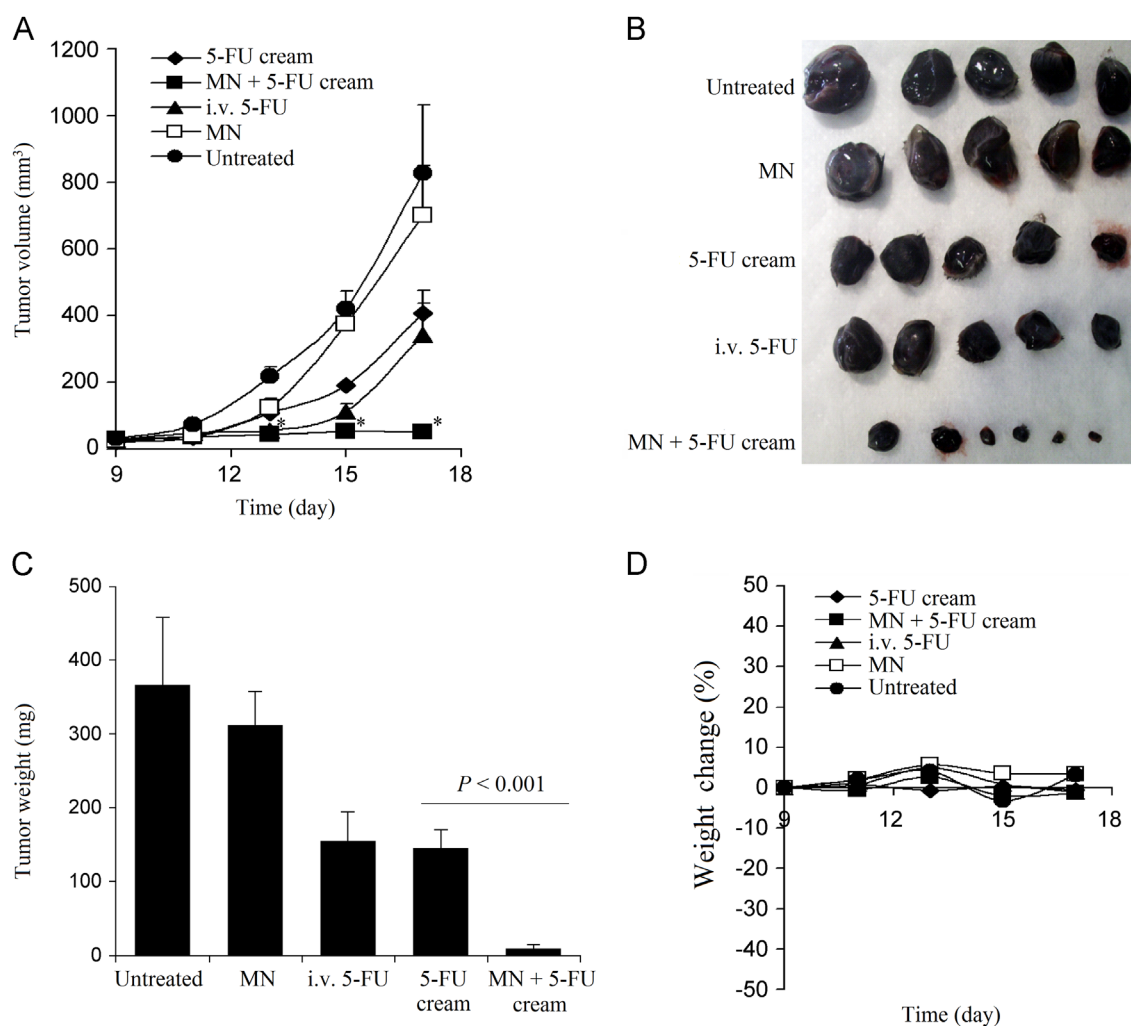 A
1200
1000
800
600
400
200
0
9
12
15
18
Tumor volume (mm³)
Time (day)
5-FU cream
MN + 5-FU cream
i.v. 5-FU
MN
Untreated
*
*
*
B
Untreated
MN
5-FU cream
i.v. 5-FU
MN + 5-FU cream
C
500
400
300
200
100
0
Tumor weight (mg)
P < 0.001
Untreated
MN
i.v. 5-FU
5-FU
cream
MN + 5-FU
cream
D
50
40
30
20
10
0
-10
-20
-30
-40
-50
9
12
15
18
Weight change (%)
Time (day)
5-FU cream
MN + 5-FU cream
i.v. 5-FU
MN
Untreated